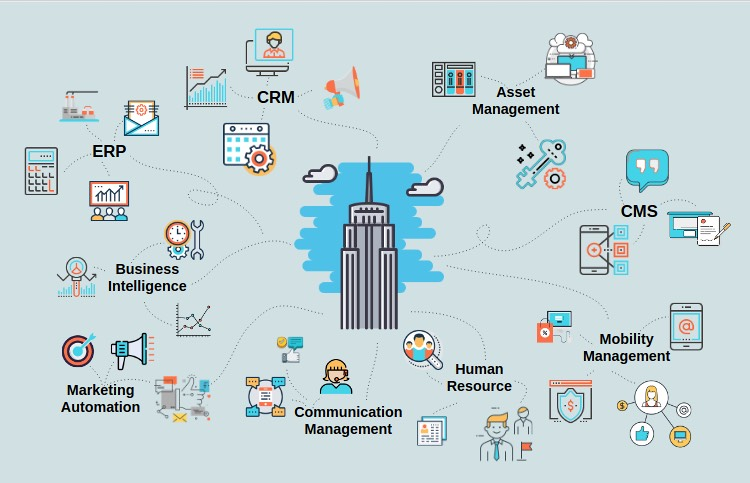 CRM
Asset
Management
ERP
CMS
Business
Intelligence
Mobility
Management
Human
Resource
Marketing
Automation
Communication
Management